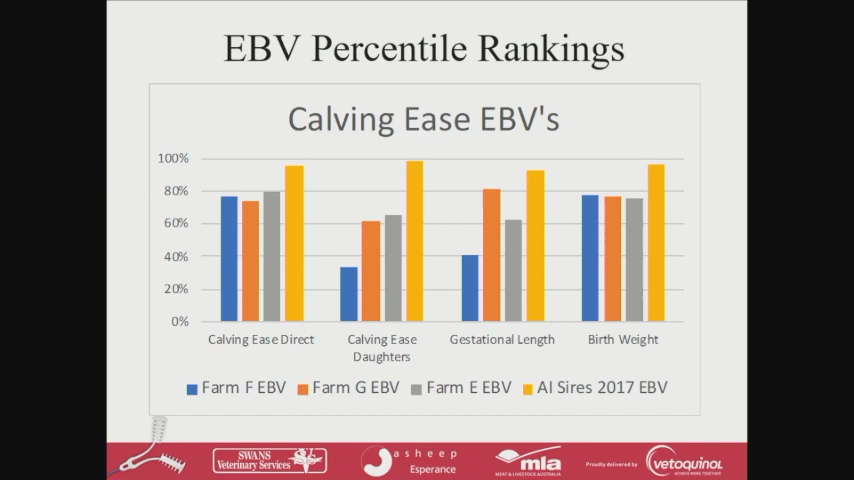 EBV Percentile Rankings
Calving Ease EBV's
100%
80%
60%
40%
20%
0%
Calving Ease Direct
Calving Ease
Daughters
Gestational Length
Birth Weight
Farm F EBV
Farm G EBV
Farm E EBV
AI Sires 2017 EBV
SWANS
Veterinary Services
asheep
Esperance
mla
MEAT & LIVESTOCK AUSTRALIA
Proudly delivered by
vetoquinol
ACHIEVE MORE TOGETHER